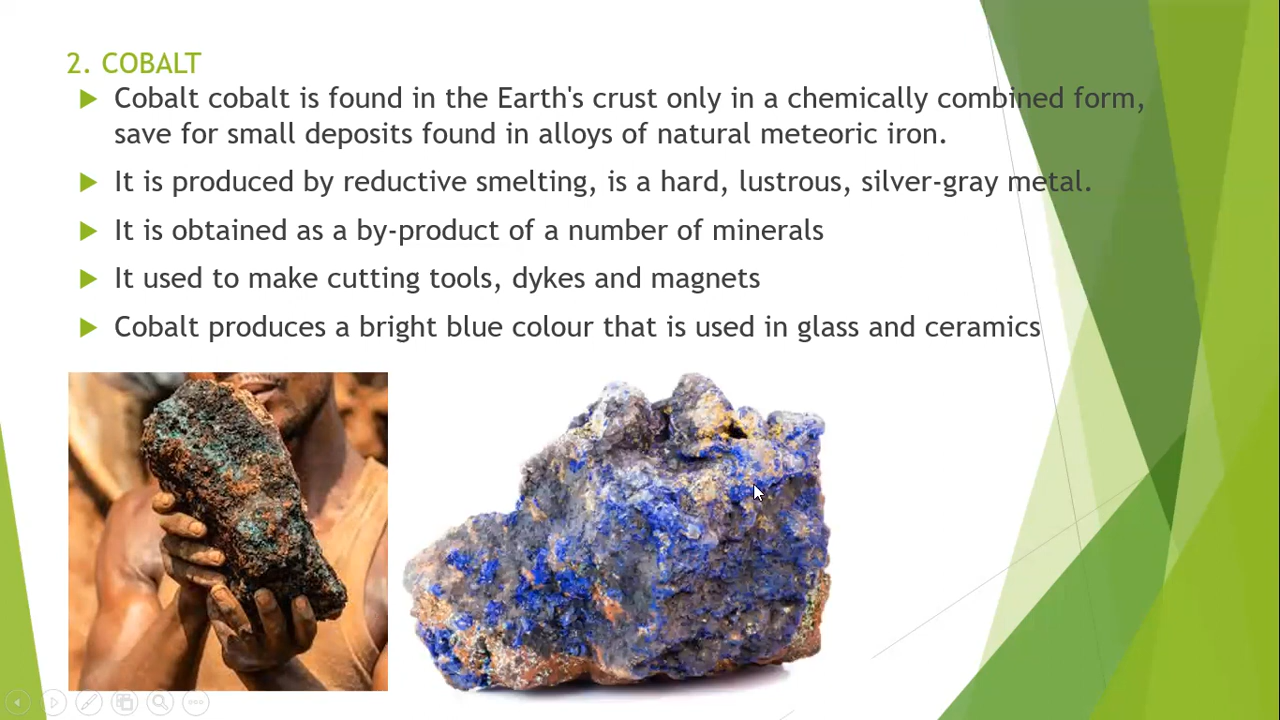 2. COBALT
Cobalt cobalt is found in the Earth's crust only in a chemically combined form,
save for small deposits found in alloys of natural meteoric iron.
It is produced by reductive smelting, is a hard, lustrous, silver-gray metal.
It is obtained as a by-product of a number of minerals
It used to make cutting tools, dykes and magnets
Cobalt produces a bright blue colour that is used in glass and ceramics